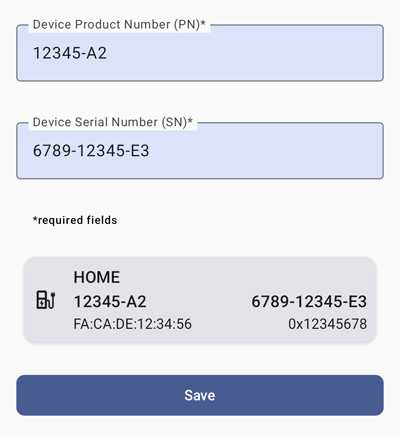 Device Product Number (PN)*
12345-A2
Device Serial Number (SN)*
6789-12345-E3
*required fields
HOME
12345-A2 6789-12345-E3
FA:CA:DE:12:34:56 0x12345678
Save